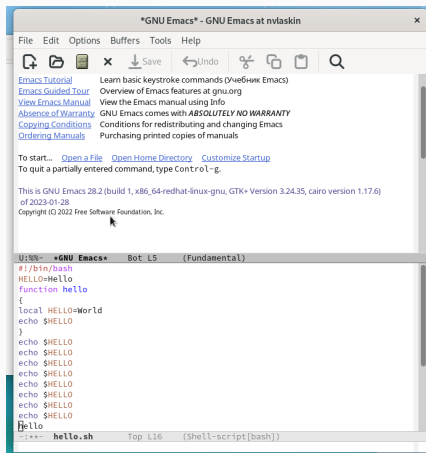 *GNU Emacs* - GNU Emacs at nvlaskin
File Edit Options Buffers Tools Help
Save Undo
Emacs Tutorial Learn basic keystroke commands (Учебник Emacs)
Emacs Guided Tour Overview of Emacs features at gnu.org
View Emacs Manual View the Emacs manual using Info
Absence of Warranty GNU Emacs comes with ABSOLUTELY NO WARRANTY
Copying Conditions Conditions for redistributing and changing Emacs
Ordering Manuals Purchasing printed copies of manuals
To start... Open a File Open Home Directory Customize Startup
To quit a partially entered command, type Control-g.
This is GNU Emacs 28.2 (build 1, x86_64-redhat-linux-gnu, GTK+ Version 3.24.35, cairo version 1.17.6)
of 2023-01-28
Copyright (C) 2022 Free Software Foundation, Inc.
U:%%- *GNU Emacs* Bot L5 (Fundamental)
#!/bin/bash
HELLO=Hello
function hello
{
local HELLO=World
echo $HELLO
}
echo $HELLO
echo $HELLO
echo $HELLO
echo $HELLO
echo $HELLO
echo $HELLO
echo $HELLO
echo $HELLO
hello
-:**- hello.sh Top L16 (Shell-script[bash])